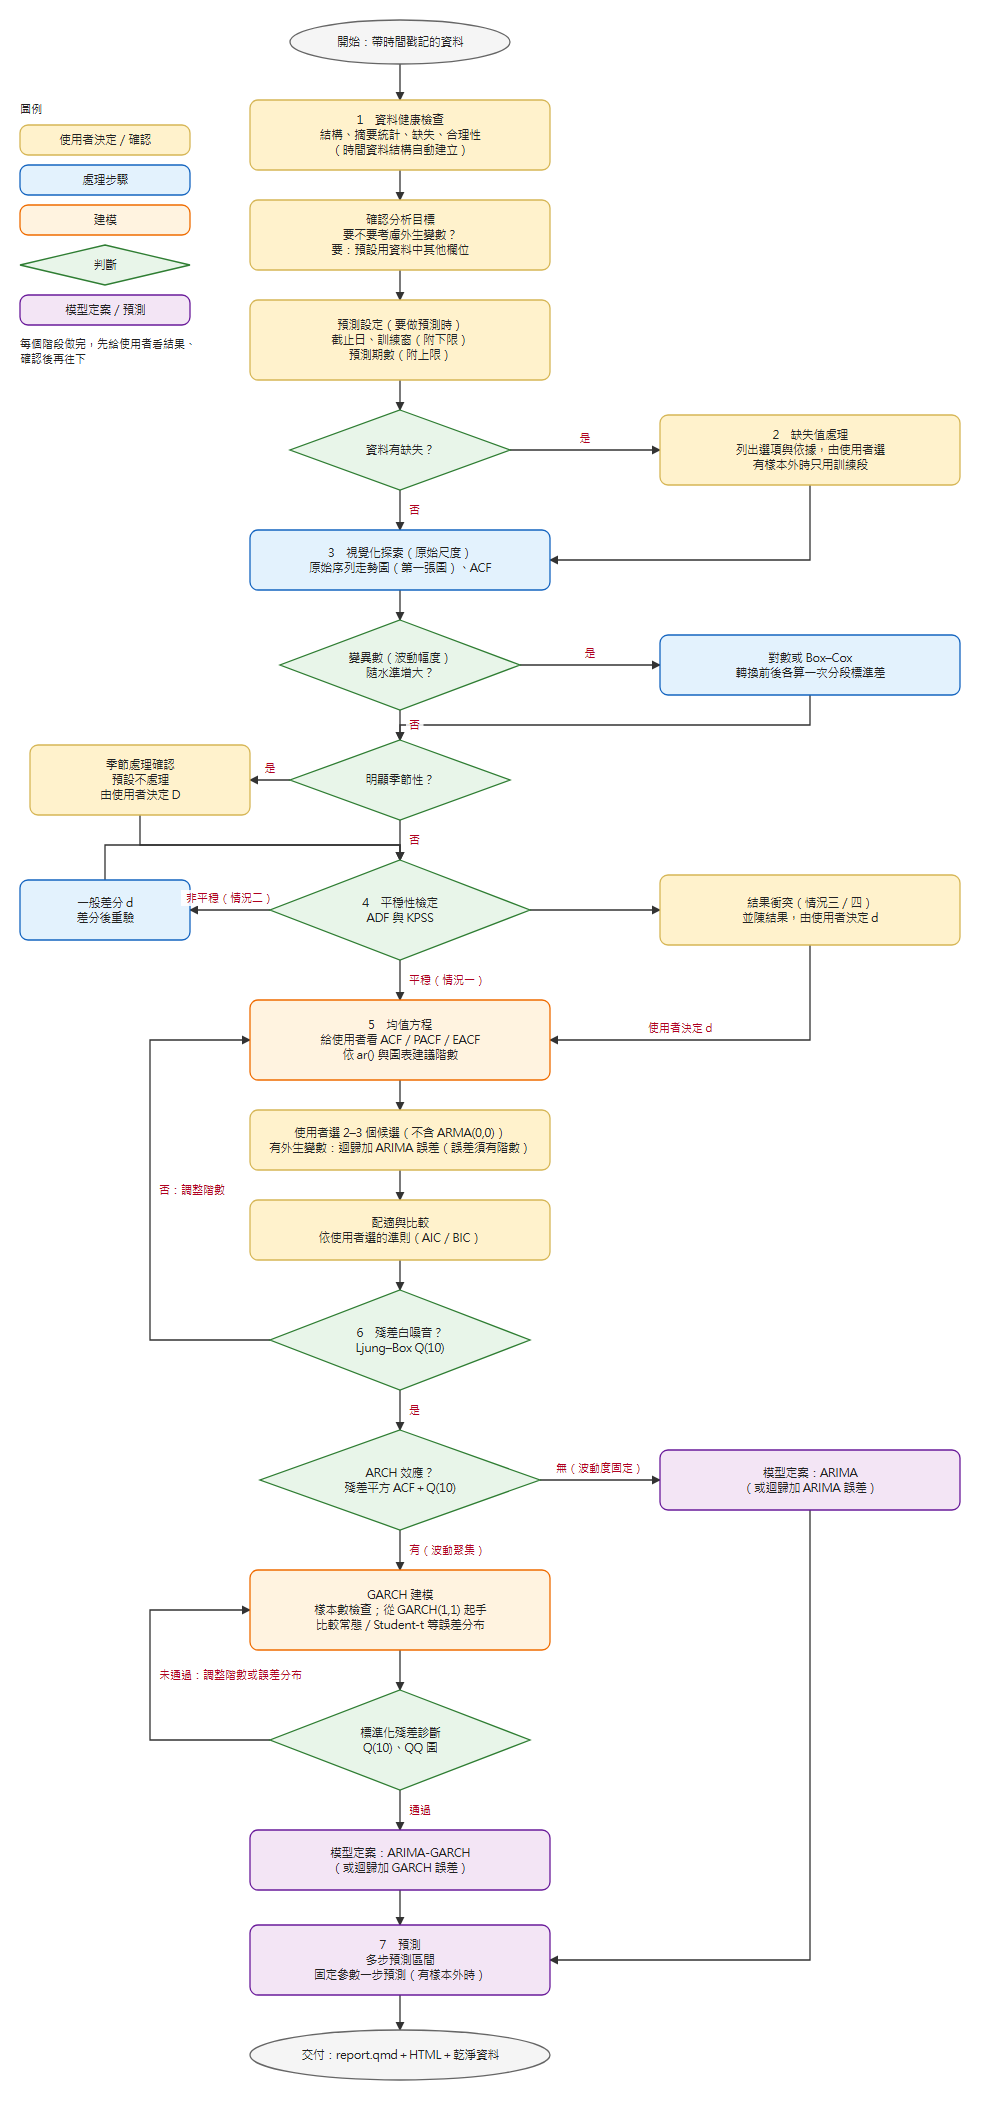 開始：帶時間戳記的資料
圖例
使用者決定 / 確認
處理步驟
建模
判斷
模型定案 / 預測
每個階段做完，先給使用者看結果、
確認後再往下
1　資料健康檢查
結構、摘要統計、缺失、合理性
（時間資料結構自動建立）
確認分析目標
要不要考慮外生變數？
要：預設用資料中其他欄位
預測設定（要做預測時）
截止日、訓練窗（附下限）
預測期數（附上限）
資料有缺失？
是
2　缺失值處理
列出選項與依據，由使用者選
有樣本外時只用訓練段
否
3　視覺化探索（原始尺度）
原始序列走勢圖（第一張圖）、ACF
變異數（波動幅度）
隨水準增大？
是
對數或 Box–Cox
轉換前後各算一次分段標準差
否
明顯季節性？
是
季節處理確認
預設不處理
由使用者決定 D
否
4　平穩性檢定
ADF 與 KPSS
非平穩（情況二）
一般差分 d
差分後重驗
結果衝突（情況三 / 四）
並陳結果，由使用者決定 d
平穩（情況一）
使用者決定 d
5　均值方程
給使用者看 ACF / PACF / EACF
依 ar() 與圖表建議階數
使用者選 2–3 個候選（不含 ARMA(0,0)）
有外生變數：迴歸加 ARIMA 誤差（誤差須有階數）
否：調整階數
配適與比較
依使用者選的準則（AIC / BIC）
6　殘差白噪音？
Ljung–Box Q(10)
是
ARCH 效應？
殘差平方 ACF + Q(10)
無（波動度固定）
模型定案：ARIMA
（或迴歸加 ARIMA 誤差）
有（波動聚集）
GARCH 建模
樣本數檢查；從 GARCH(1,1) 起手
比較常態 / Student-t 等誤差分布
未通過：調整階數或誤差分布
標準化殘差診斷
Q(10)、QQ 圖
通過
模型定案：ARIMA-GARCH
（或迴歸加 GARCH 誤差）
7　預測
多步預測區間
固定參數一步預測（有樣本外時）
交付：report.qmd + HTML + 乾淨資料